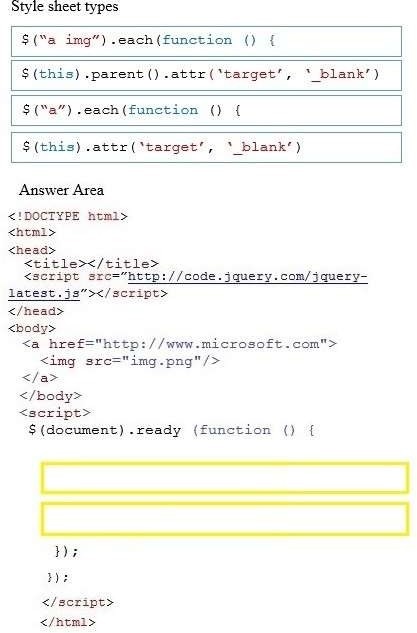 Style sheet types
$(“a img”).each(function () {
$(this).parent().attr(‘target’, ‘_blank’)
$(“a”).each(function () {
$(this).attr(‘target’, ‘_blank’)
Answer Area
<!DOCTYPE html>
<html>
<head>
<title></title>
<script src=”http://code.jquery.com/jquery-
latest.js”></script>
</head>
<body>
<a href="http://www.microsoft.com">
<img src="img.png"/>
</a>
</body>
<script>
$(document).ready (function () {
});
});
</script>
</html>